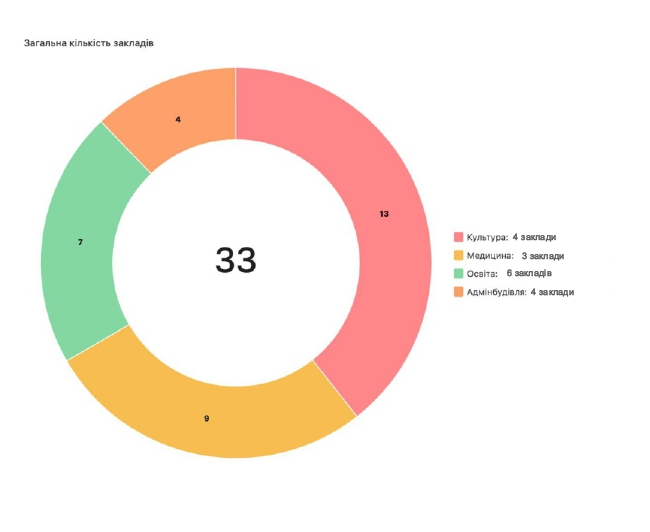 Загальна кількість закладів
4
13
7
33
Культура: 4 заклади
Медицина: 3 заклади
Освіта: 6 закладів
Адмінбудівля: 4 заклади
9